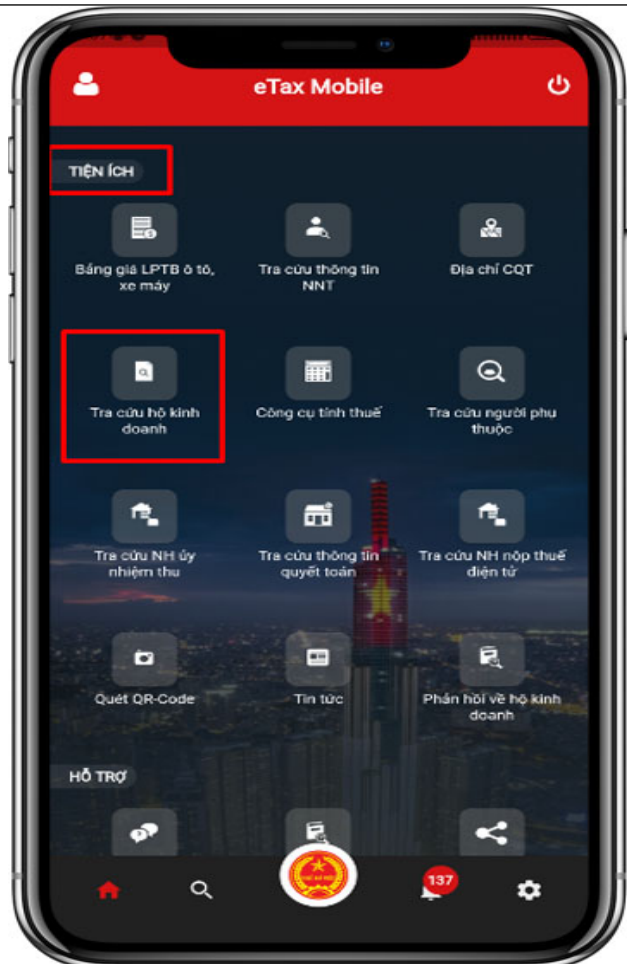 eTax Mobile
TIỆN ÍCH
Bảng giá LPTB ô tô,
xe máy
Tra cứu thông tin
NNT
Địa chỉ CQT
Tra cứu hộ kinh
doanh
Công cụ tính thuế
Tra cứu người phụ
thuộc
Tra cứu NH ủy
nhiệm thu
Tra cứu thông tin
quyết toán
Tra cứu NH nộp thuế
điện tử
Quét QR-Code
Tin tức
Phản hồi về hộ kinh
doanh
HỖ TRỢ
137